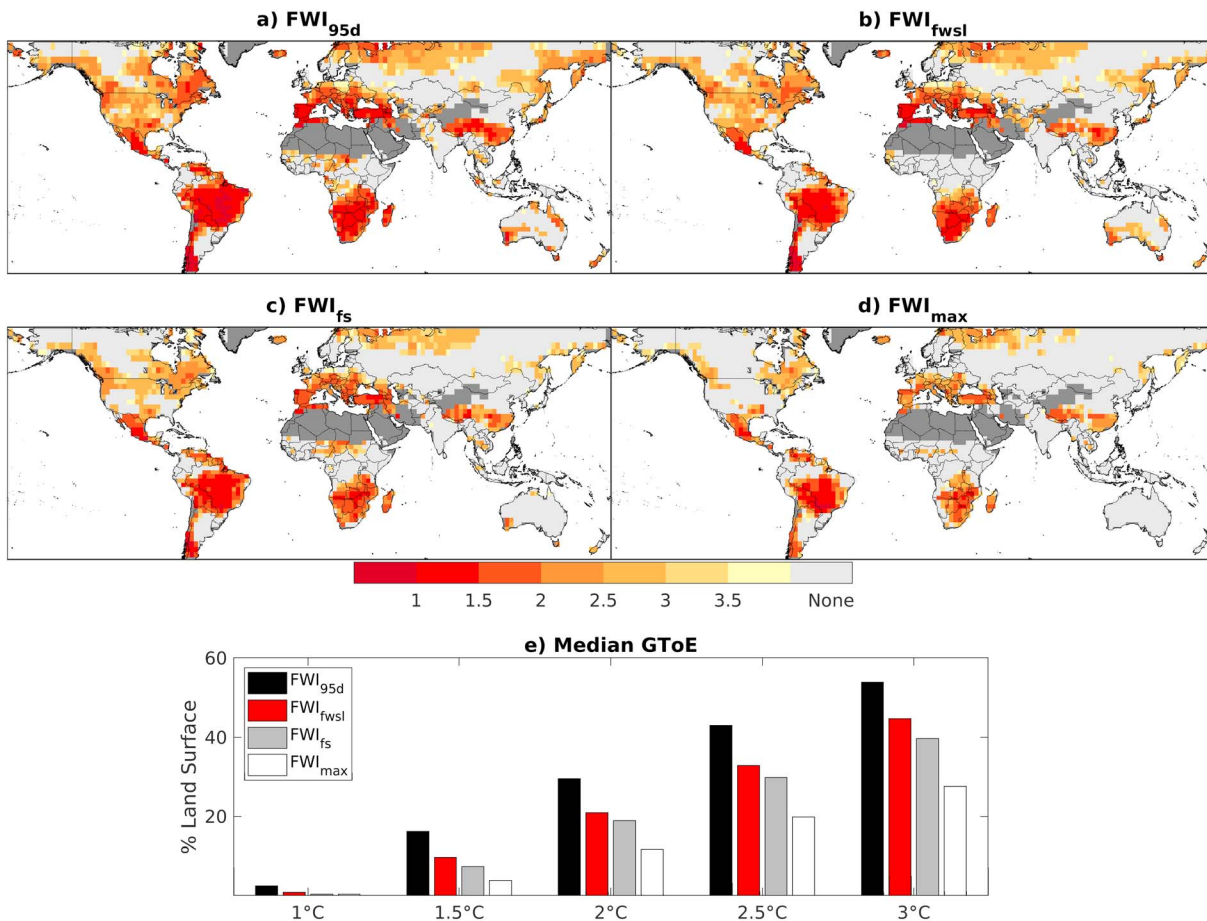 a) FWI95d
b) FWIfwsl
c) FWIfs
d) FWImax
1 1.5 2 2.5 3 3.5 None
e) Median GToE
60
40
20
% Land Surface
FWI95d
FWIfwsl
FWIfs
FWImax
1°C 1.5°C 2°C 2.5°C 3°C